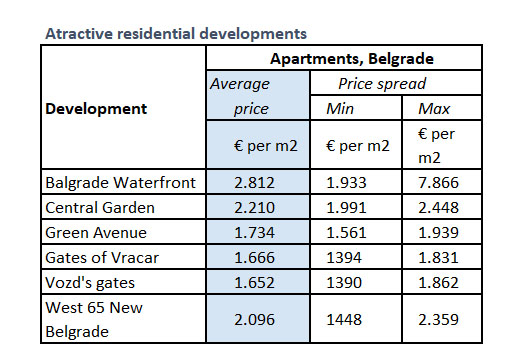 Atractive residential developments
Apartments, Belgrade
Development
Average price
Price spread
Min
Max
€ per m2
€ per m2
€ per m2
Balgrade Waterfront 2.812 1.933 7.866
Central Garden 2.210 1.991 2.448
Green Avenue 1.734 1.561 1.939
Gates of Vracar 1.666 1394 1.831
Vozd's gates 1.652 1390 1.862
West 65 New
Belgrade 2.096 1448 2.359